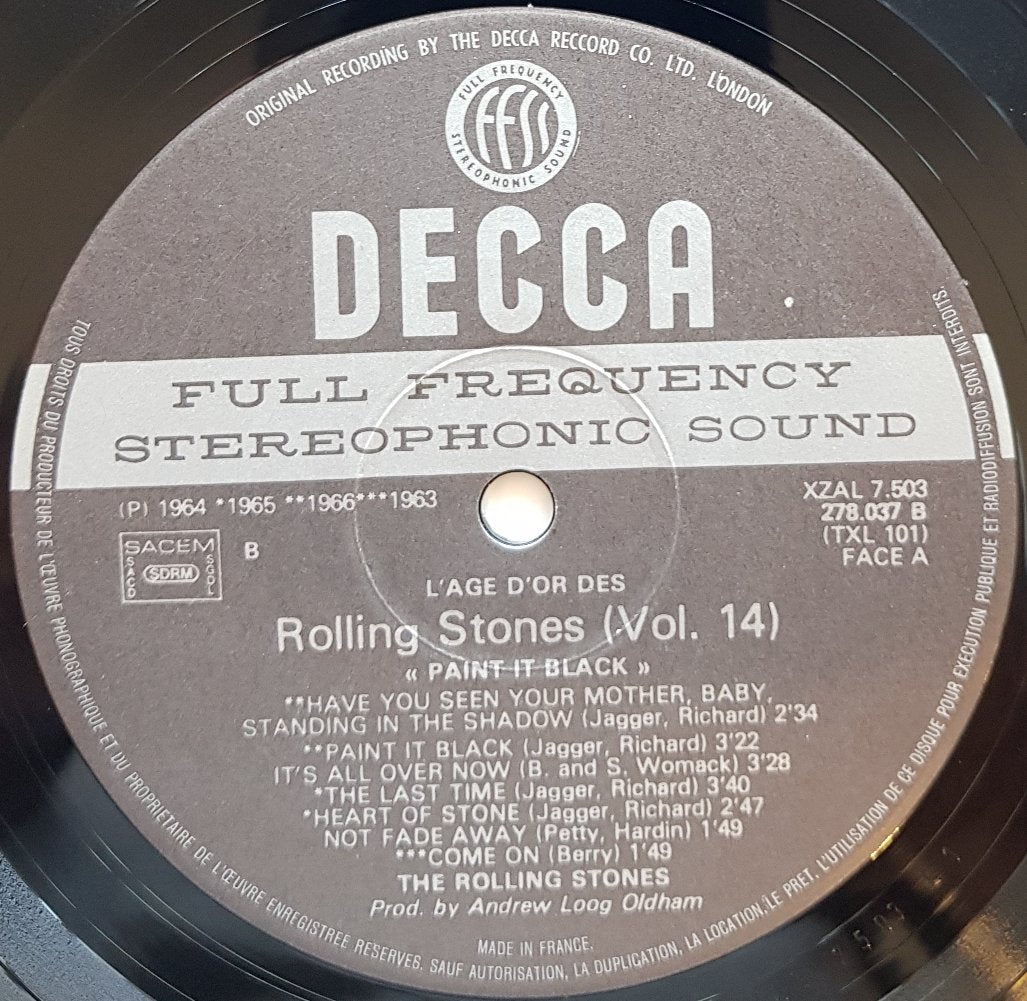 ORIGINAL RECORDING BY THE DECCA RECCORD CO. LTD. LONDON
FULL FREQUENCY
FFSS
STEREOPHONIC SOUND
DECCA
FULL FREQUENCY
STEREOPHONIC SOUND
(P) 1964 *1965 **1966***1963
XZAL 7.503
278.037 B
(TXL 101)
FACE A
SACEM
SACD
SDRM
SGDL
B
L'AGE D'OR DES
Rolling Stones (Vol. 14)
« PAINT IT BLACK »
**HAVE YOU SEEN YOUR MOTHER, BABY,
STANDING IN THE SHADOW (Jagger, Richard) 2'34
**PAINT IT BLACK (Jagger, Richard) 3'22
IT'S ALL OVER NOW (B. and S. Womack) 3'28
*THE LAST TIME (Jagger, Richard) 3'40
*HEART OF STONE (Jagger, Richard) 2'47
NOT FADE AWAY (Petty, Hardin) 1'49
***COME ON (Berry) 1'49
THE ROLLING STONES
Prod. by Andrew Loog Oldham
MADE IN FRANCE.
TOUS DROITS DU PRODUCTEUR DE L'ŒUVRE PHONOGRAPHIQUE ET DU PROPRIETAIRE DE L'ŒUVRE ENREGISTREE RESERVES. SAUF AUTORISATION, LA DUPLICATION, LA LOCATION, LE PRET, L'UTILISATION DE CE DISQUE POUR EXECUTION PUBLIQUE ET RADIODIFFUSION SONT INTERDITS.